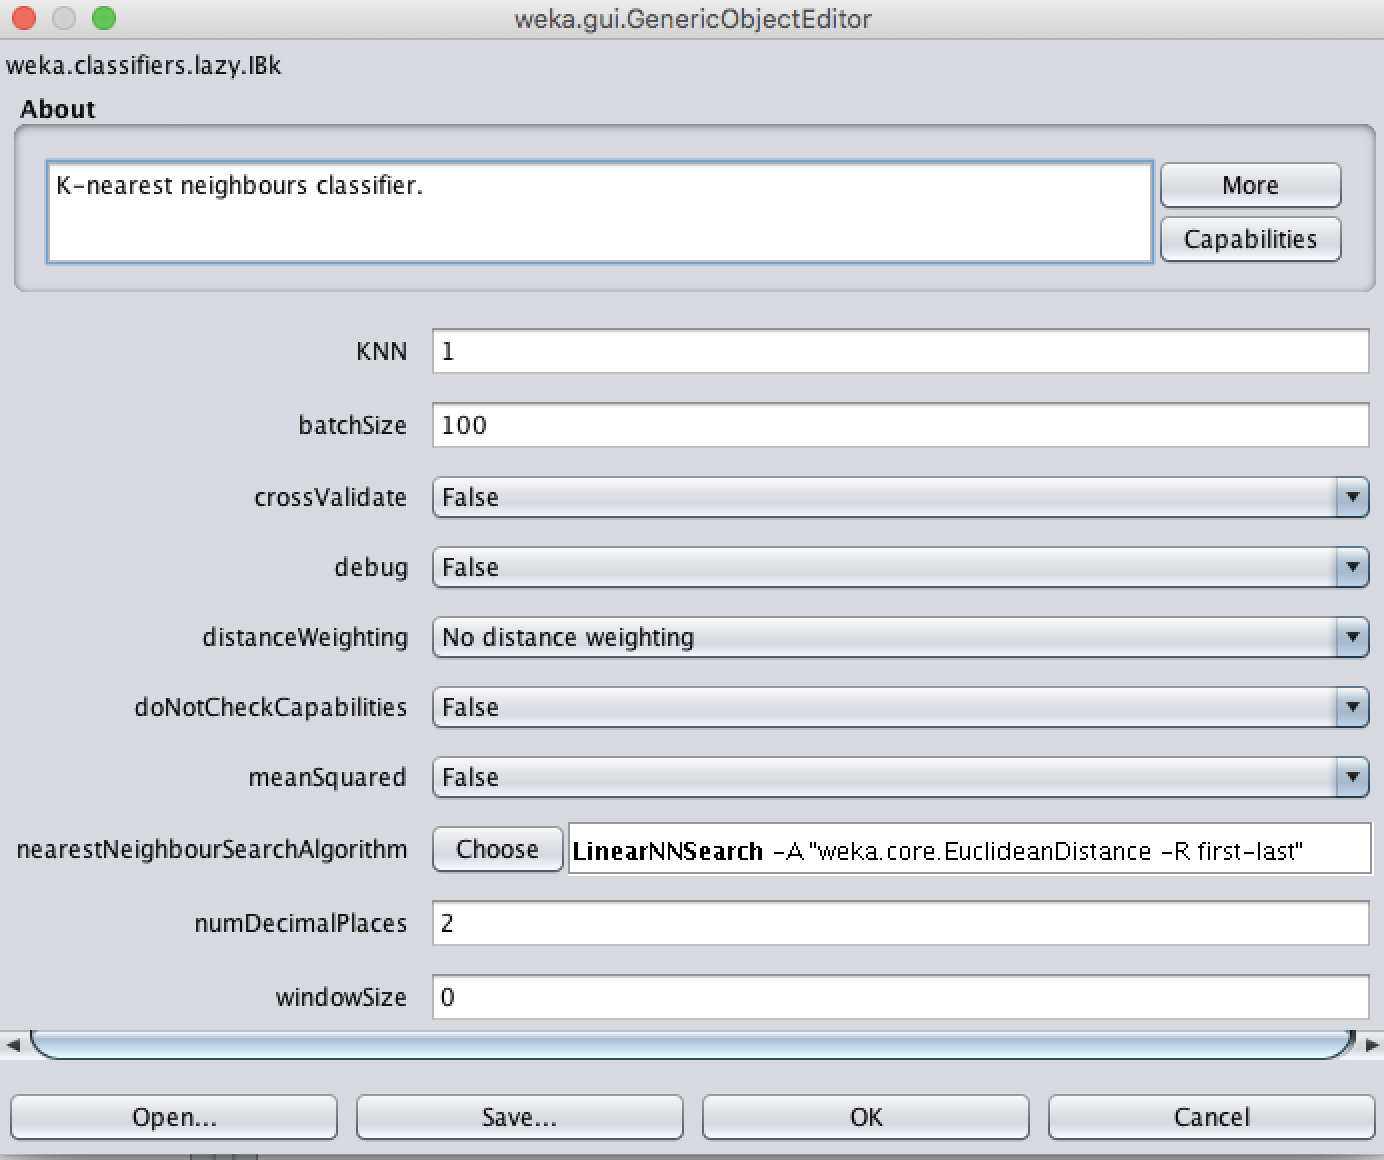 weka.gui.GenericObjectEditor
weka.classifiers.lazy.IBk
About
K-nearest neighbours classifier.
More
Capabilities
KNN 1
batchSize 100
crossValidate False
debug False
distanceWeighting No distance weighting
doNotCheckCapabilities False
meanSquared False
nearestNeighbourSearchAlgorithm Choose LinearNNSearch -A "weka.core.EuclideanDistance -R first-last"
numDecimalPlaces 2
windowSize 0
Open... Save... OK Cancel